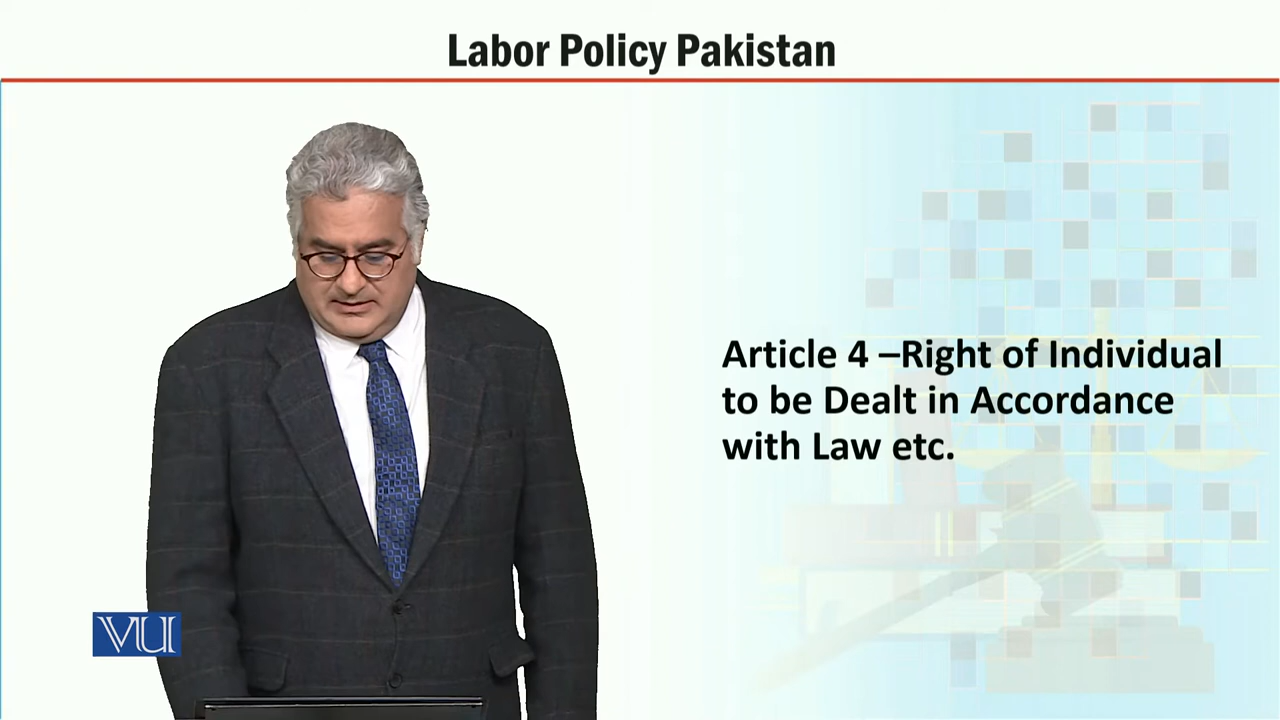 Labor Policy Pakistan
Article 4 –Right of Individual
to be Dealt in Accordance
with Law etc.
VU